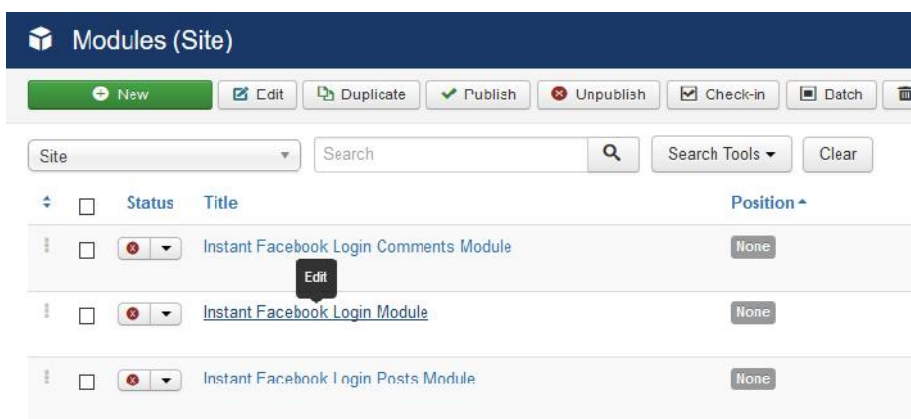 Modules (Site)
New Edit Duplicate Publish Unpublish Check-in Batch
Site Search Search Tools Clear
Status Title Position
Instant Facebook Login Comments Module None
Edit
Instant Facebook Login Module None
Instant Facebook Login Posts Module None